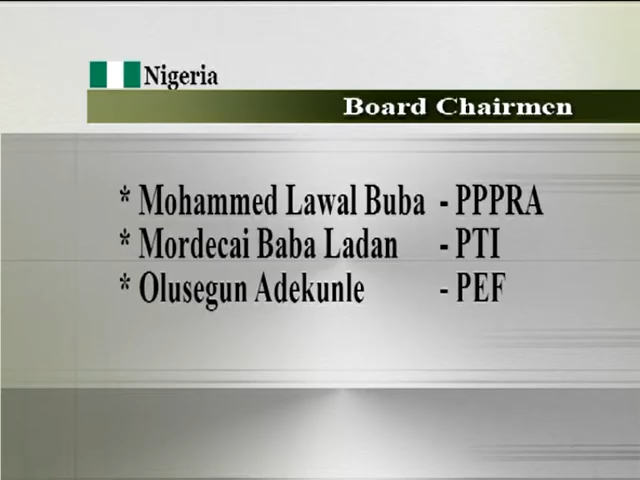 Nigeria
Board Chairmen
* Mohammed Lawal Buba - PPPRA
* Mordecai Baba Ladan - PTI
* Olusegun Adekunle - PEF